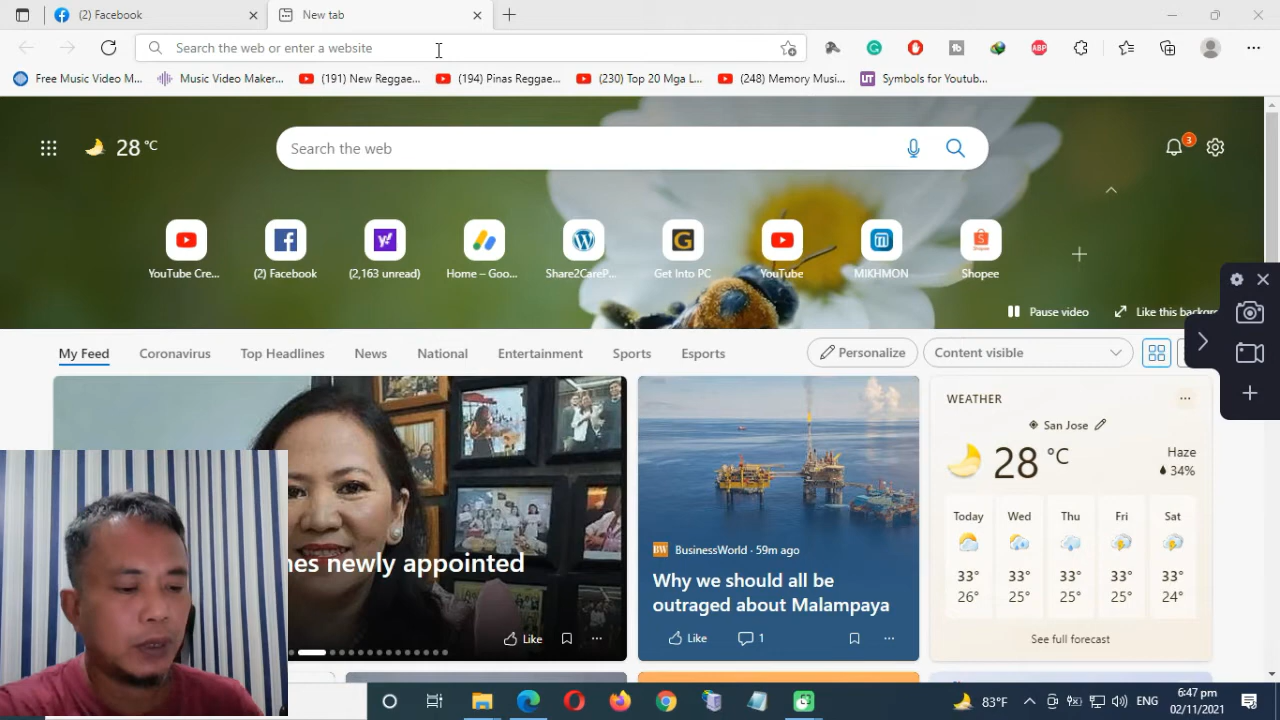 (2) Facebook
New tab
Search the web or enter a website
Free Music Video M...
Music Video Maker...
(191) New Reggae...
(194) Pinas Reggae...
(230) Top 20 Mga L...
(248) Memory Musi...
UT Symbols for Youtub...
28 °C
Search the web
3
YouTube Cre...
(2) Facebook
(2,163 unread)
Home – Goo...
Share2CareP...
Get Into PC
YouTube
MIKHMON
Shopee
Pause video
Like this backgr
My Feed
Coronavirus
Top Headlines
News
National
Entertainment
Sports
Esports
Personalize
Content visible
nes newly appointed
Like
BW BusinessWorld · 59m ago
Why we should all be
outraged about Malampaya
Like
1
WEATHER
San Jose
28 °C
Haze
34%
Today Wed Thu Fri Sat
33° 33° 33° 33° 33°
26° 25° 25° 25° 24°
See full forecast
83°F
ENG
6:47 pm
02/11/2021